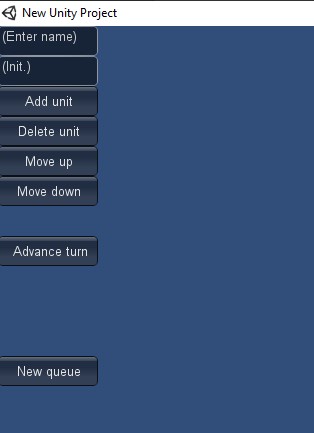 New Unity Project
(Enter name)
(Init.)
Add unit
Delete unit
Move up
Move down
Advance turn
New queue